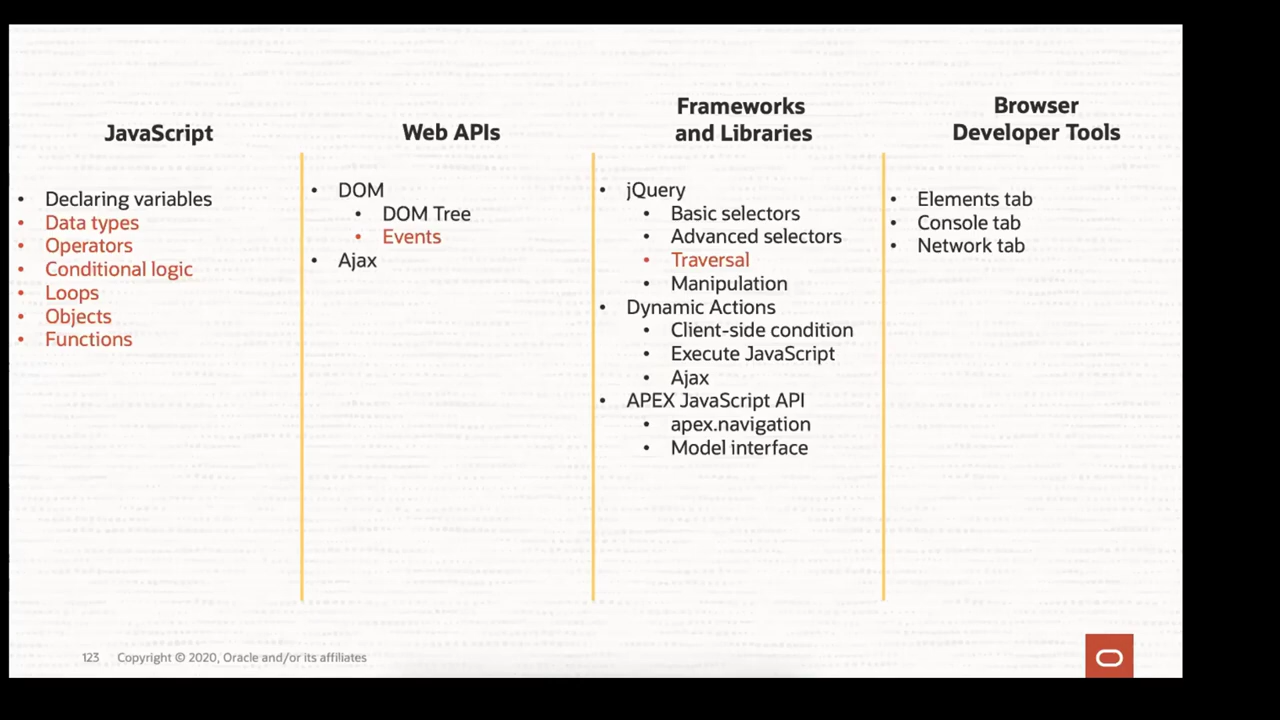 JavaScript
• Declaring variables
• Data types
• Operators
• Conditional logic
• Loops
• Objects
• Functions
Web APIs
• DOM
• DOM Tree
• Events
• Ajax
Frameworks
and Libraries
• jQuery
• Basic selectors
• Advanced selectors
• Traversal
• Manipulation
• Dynamic Actions
• Client-side condition
• Execute JavaScript
• Ajax
• APEX JavaScript API
• apex.navigation
• Model interface
Browser
Developer Tools
• Elements tab
• Console tab
• Network tab
123 Copyright © 2020, Oracle and/or its affiliates